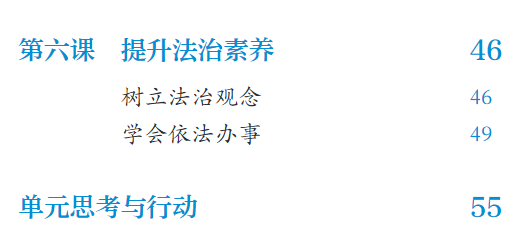 第六课 提升法治素养 46
树立法治观念 46
学会依法办事 49
单元思考与行动 55